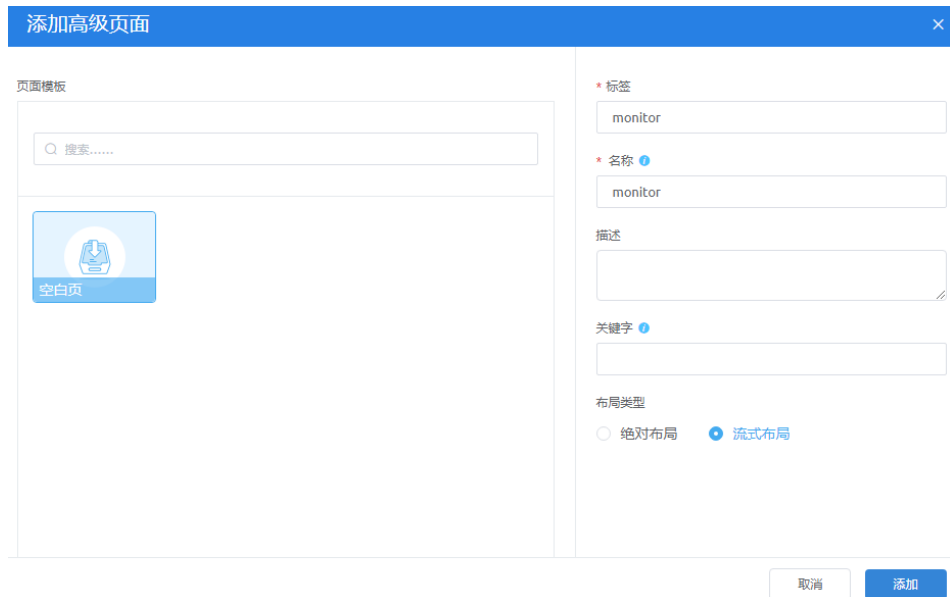 添加高级页面
页面模板
搜索......
空白页
* 标签
monitor
* 名称
monitor
描述
关键字
布局类型
绝对布局
流式布局
取消
添加